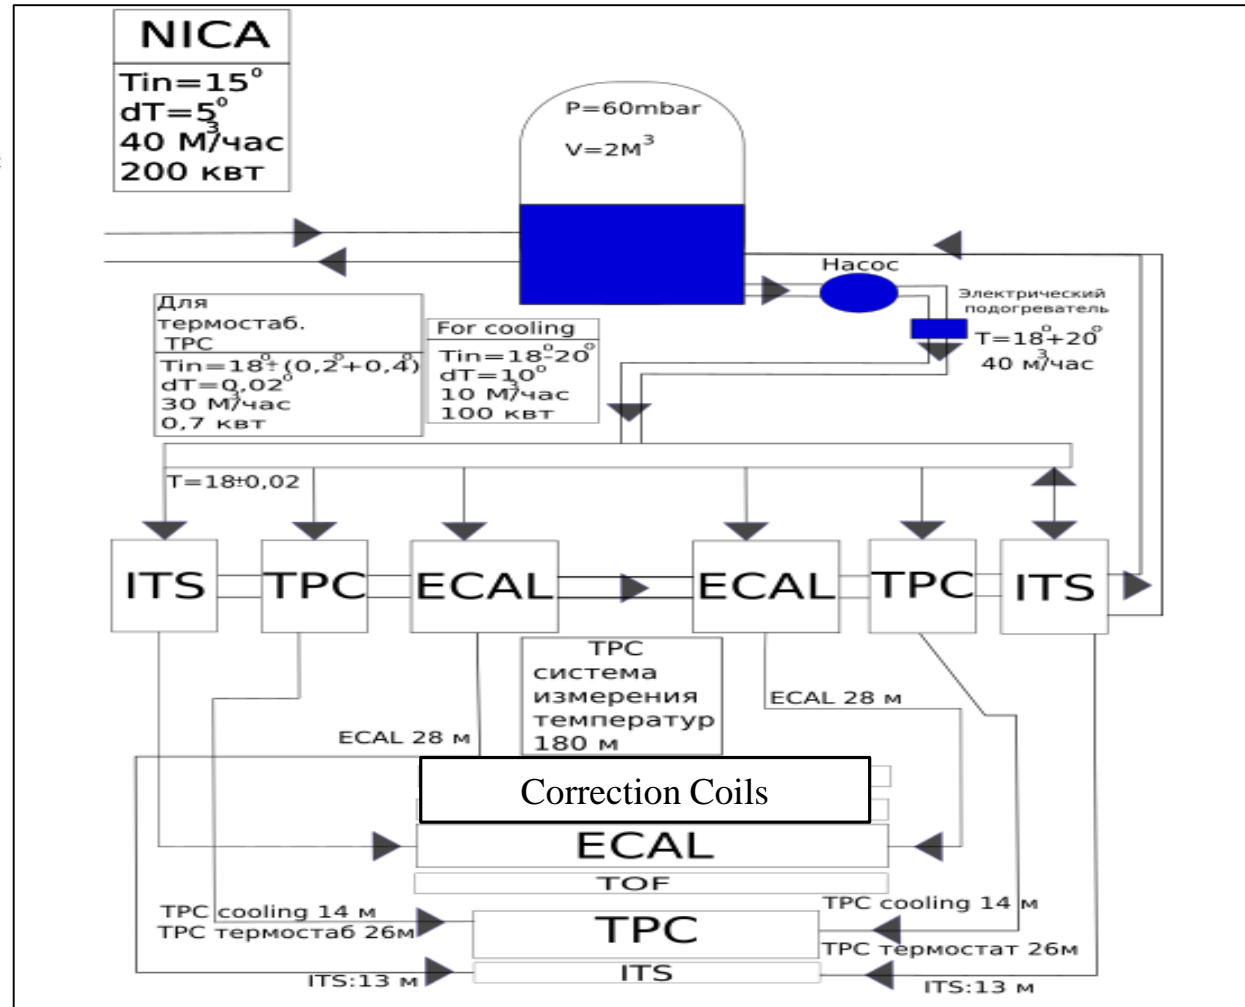 NICA
Tin=15°
dT=5°
40 М³/час
200 квт
P=60mbar
V=2М³
Насос
Электрический
подогреватель
T=18+20°
40 м³/час
Для
термостаб.
TPC
Tin=18°±(0,2°+0,4°)
dT=0,02°
30 М³/час
0,7 квт
For cooling
Tin=18-20°
dT=10°
10 М³/час
100 квт
T=18±0,02
ITS TPC ECAL ECAL TPC ITS
TPC
система
измерения
температур
180 м
ECAL 28 м
ECAL 28 м
Correction Coils
ECAL
TOF
TPC cooling 14 м
TPC термостаб 26м
TPC
TPC cooling 14 м
TPC термостат 26м
ITS:13 м
ITS
ITS:13 м